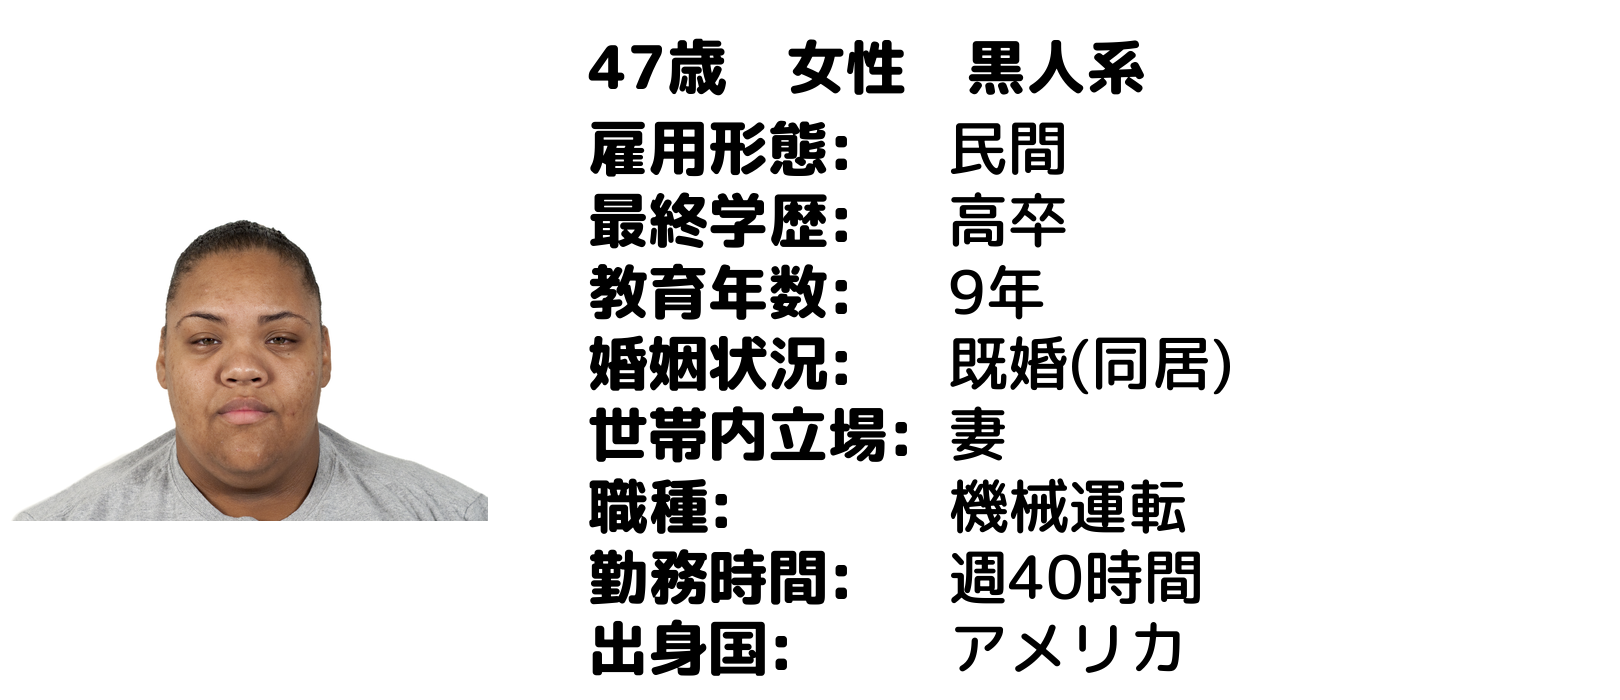 47歳　女性　黒人系
雇用形態: 民間
最終学歴: 高卒
教育年数: 9年
婚姻状況: 既婚(同居)
世帯内立場: 妻
職種: 機械運転
勤務時間: 週40時間
出身国: アメリカ